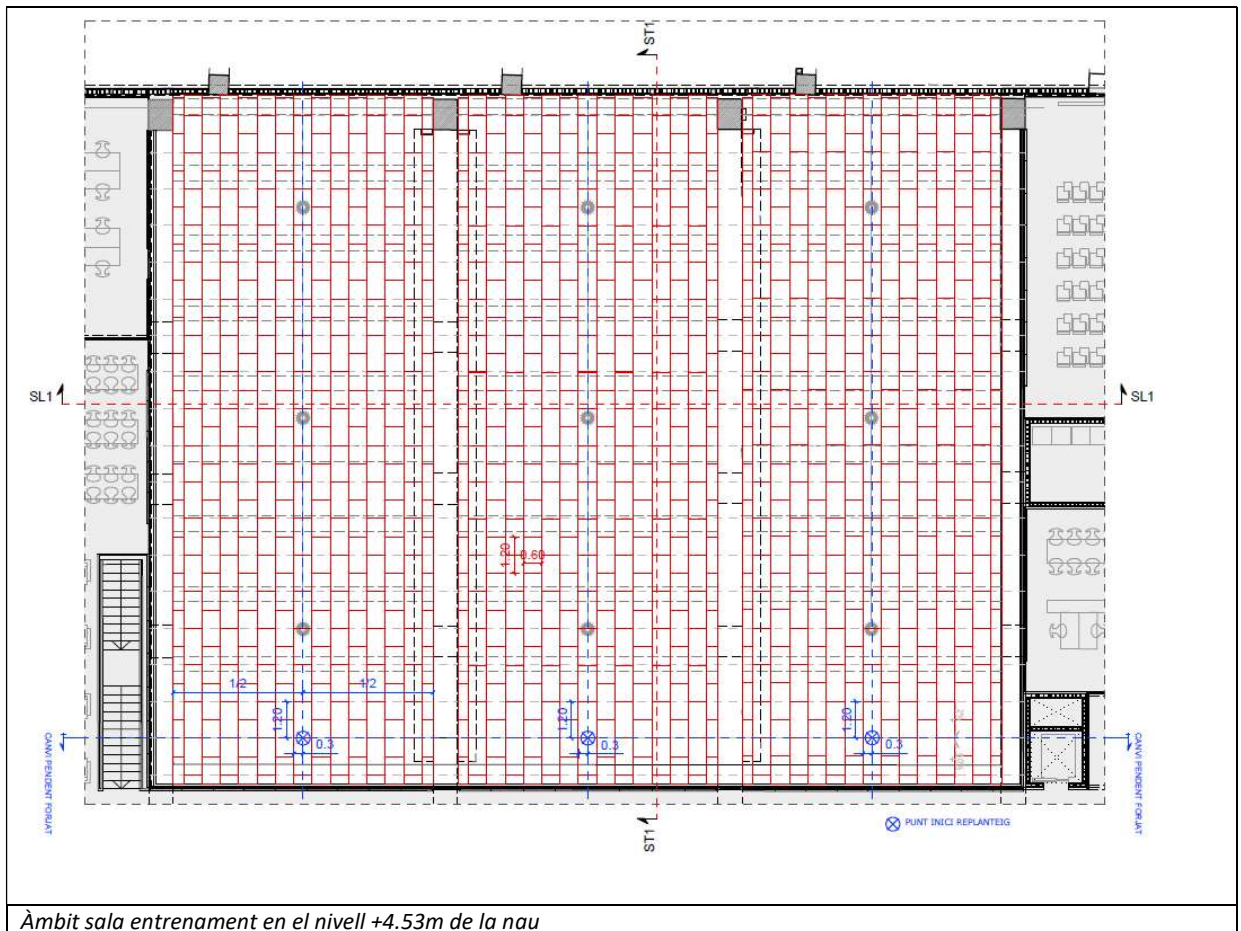 ST1
SL1
SL1
1.20
0.60
1/2
1/2
1.20
1.20
1.20
0.3
0.3
0.3
CANVI PENDENT FORJAT
CANVI PENDENT FORJAT
PUNT INICI REPLANTEIG
ST1
Àmbit sala entrenament en el nivell +4.53m de la nau